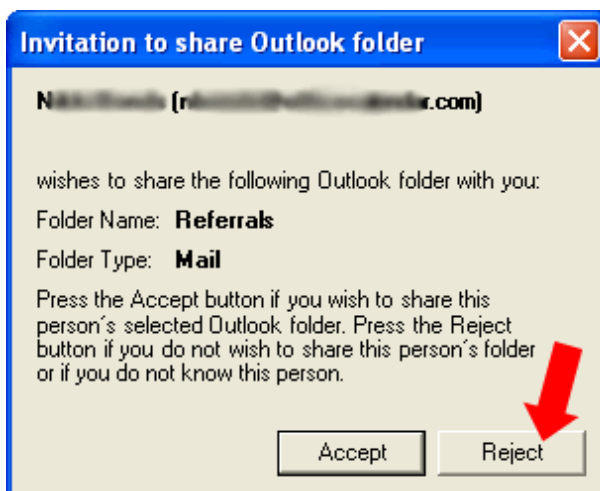 Invitation to share Outlook folder
.com)
wishes to share the following Outlook folder with you:
Folder Name: Referrals
Folder Type: Mail
Press the Accept button if you wish to share this
person´s selected Outlook folder. Press the Reject
button if you do not wish to share this person´s folder
or if you do not know this person.
Accept Reject